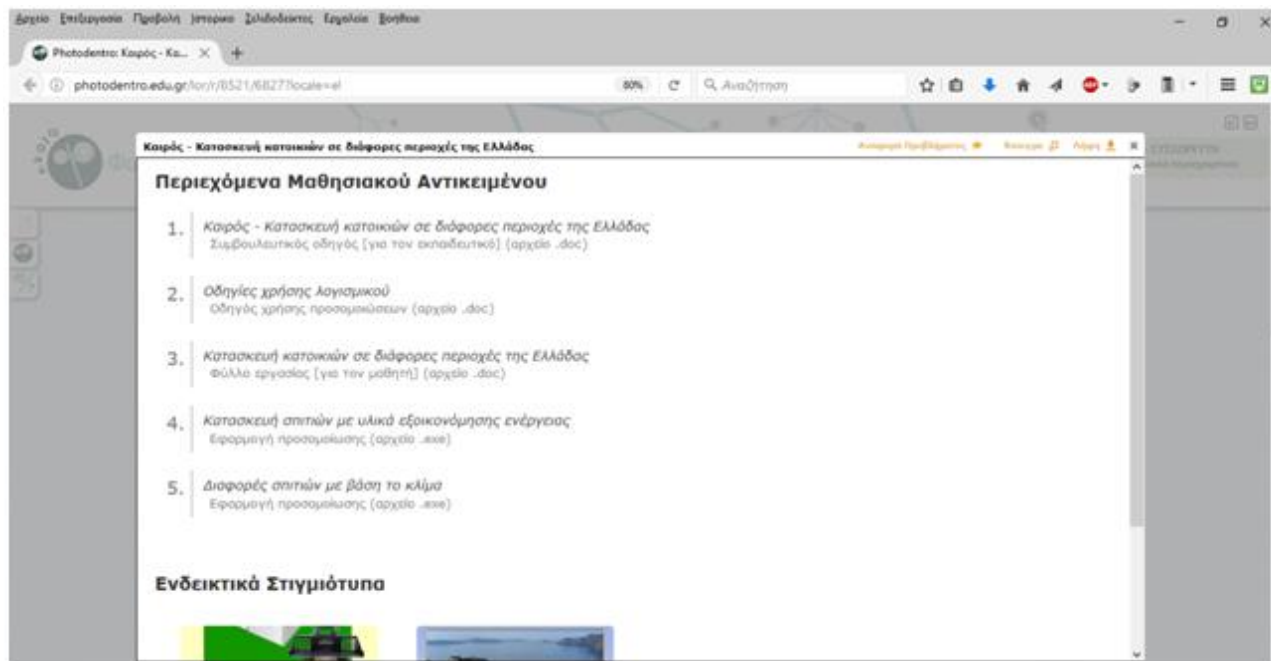 Αρχείο Επεξεργασία Προβολή Ιστορικό Σελιδοδείκτες Εργαλεία Βοήθεια
Photodentro: Καιρός - Κα...
photodentro.edu.gr/lor/r/8521/6827?locale=el 80% Αναζήτηση
Καιρός - Κατασκευή κατοικιών σε διάφορες περιοχές της Ελλάδας Αναφορά Προβλήματος Άνοιγμα Λήψη
Περιεχόμενα Μαθησιακού Αντικειμένου
1. Καιρός - Κατασκευή κατοικιών σε διάφορες περιοχές της Ελλάδας
Συμβουλευτικός οδηγός [για τον εκπαιδευτικό] (αρχείο .doc)
2. Οδηγίες χρήσης λογισμικού
Οδηγός χρήσης προσομοιώσεων (αρχείο .doc)
3. Κατασκευή κατοικιών σε διάφορες περιοχές της Ελλάδας
Φύλλο εργασίας [για τον μαθητή] (αρχείο .doc)
4. Κατασκευή σπιτιών με υλικά εξοικονόμησης ενέργειας
Εφαρμογή προσομοίωσης (αρχείο .exe)
5. Διαφορές σπιτιών με βάση το κλίμα
Εφαρμογή προσομοίωσης (αρχείο .exe)
Ενδεικτικά Στιγμιότυπα